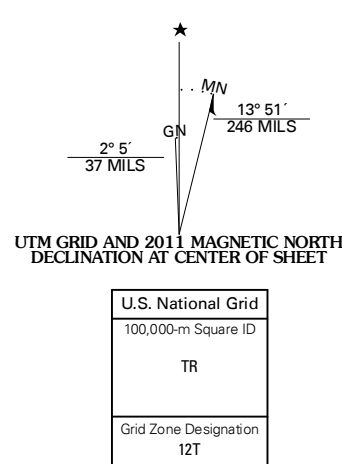 MN
GN
13° 51´
246 MILS
2° 5´
37 MILS
UTM GRID AND 2011 MAGNETIC NORTH
DECLINATION AT CENTER OF SHEET
U.S. National Grid
100,000-m Square ID
TR
Grid Zone Designation
12T